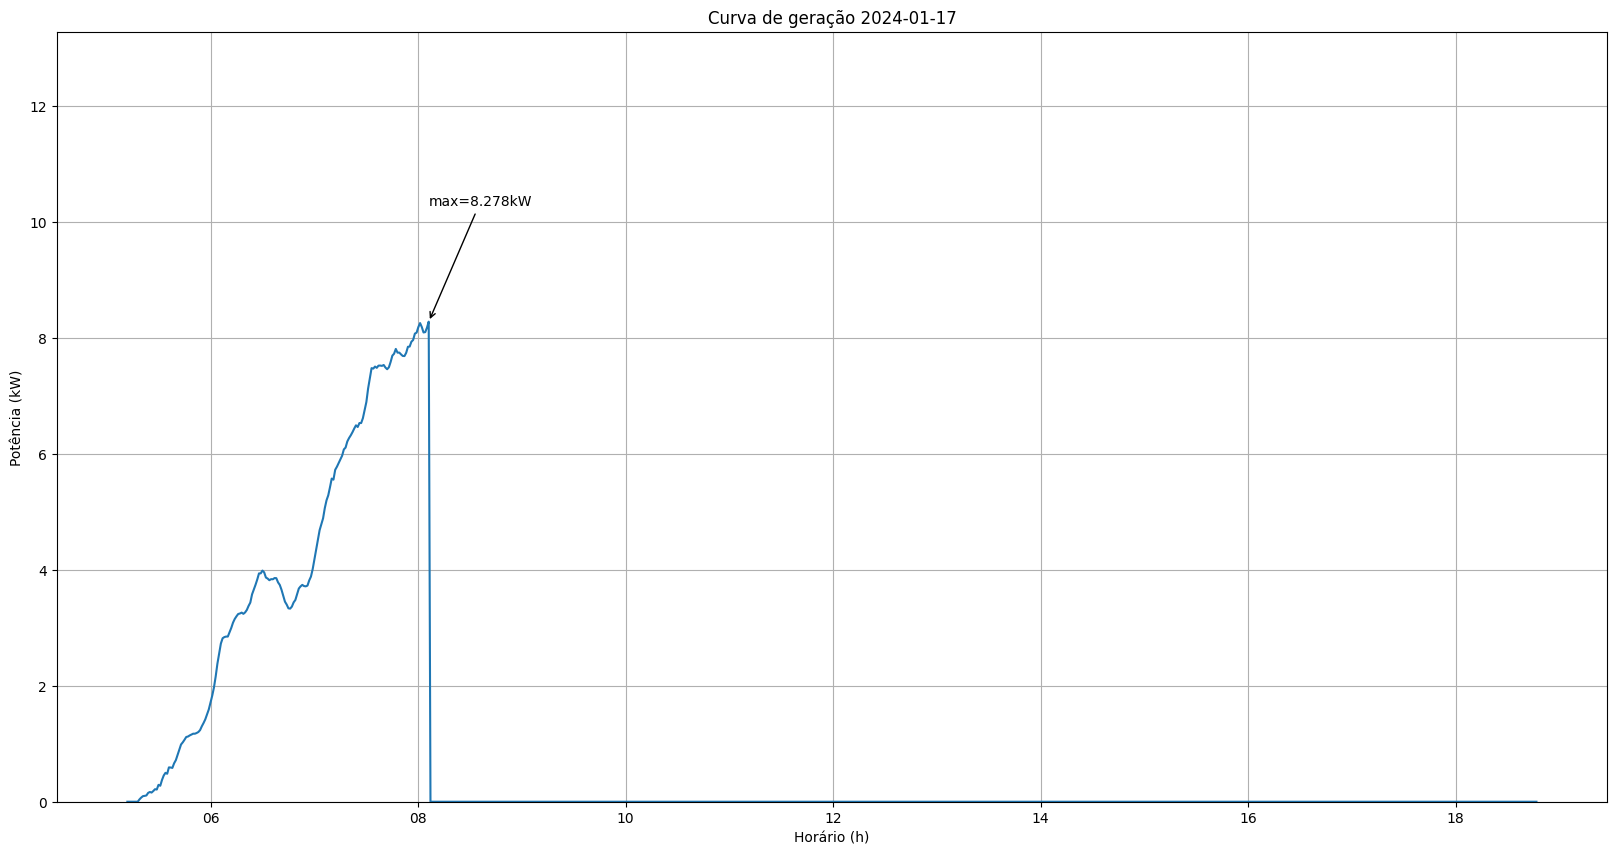 Curva de geração 2024-01-17
12
max=8.278kW
10
8
6
4
2
0
Potência (kW)
06 08 10 12 14 16 18
Horário (h)